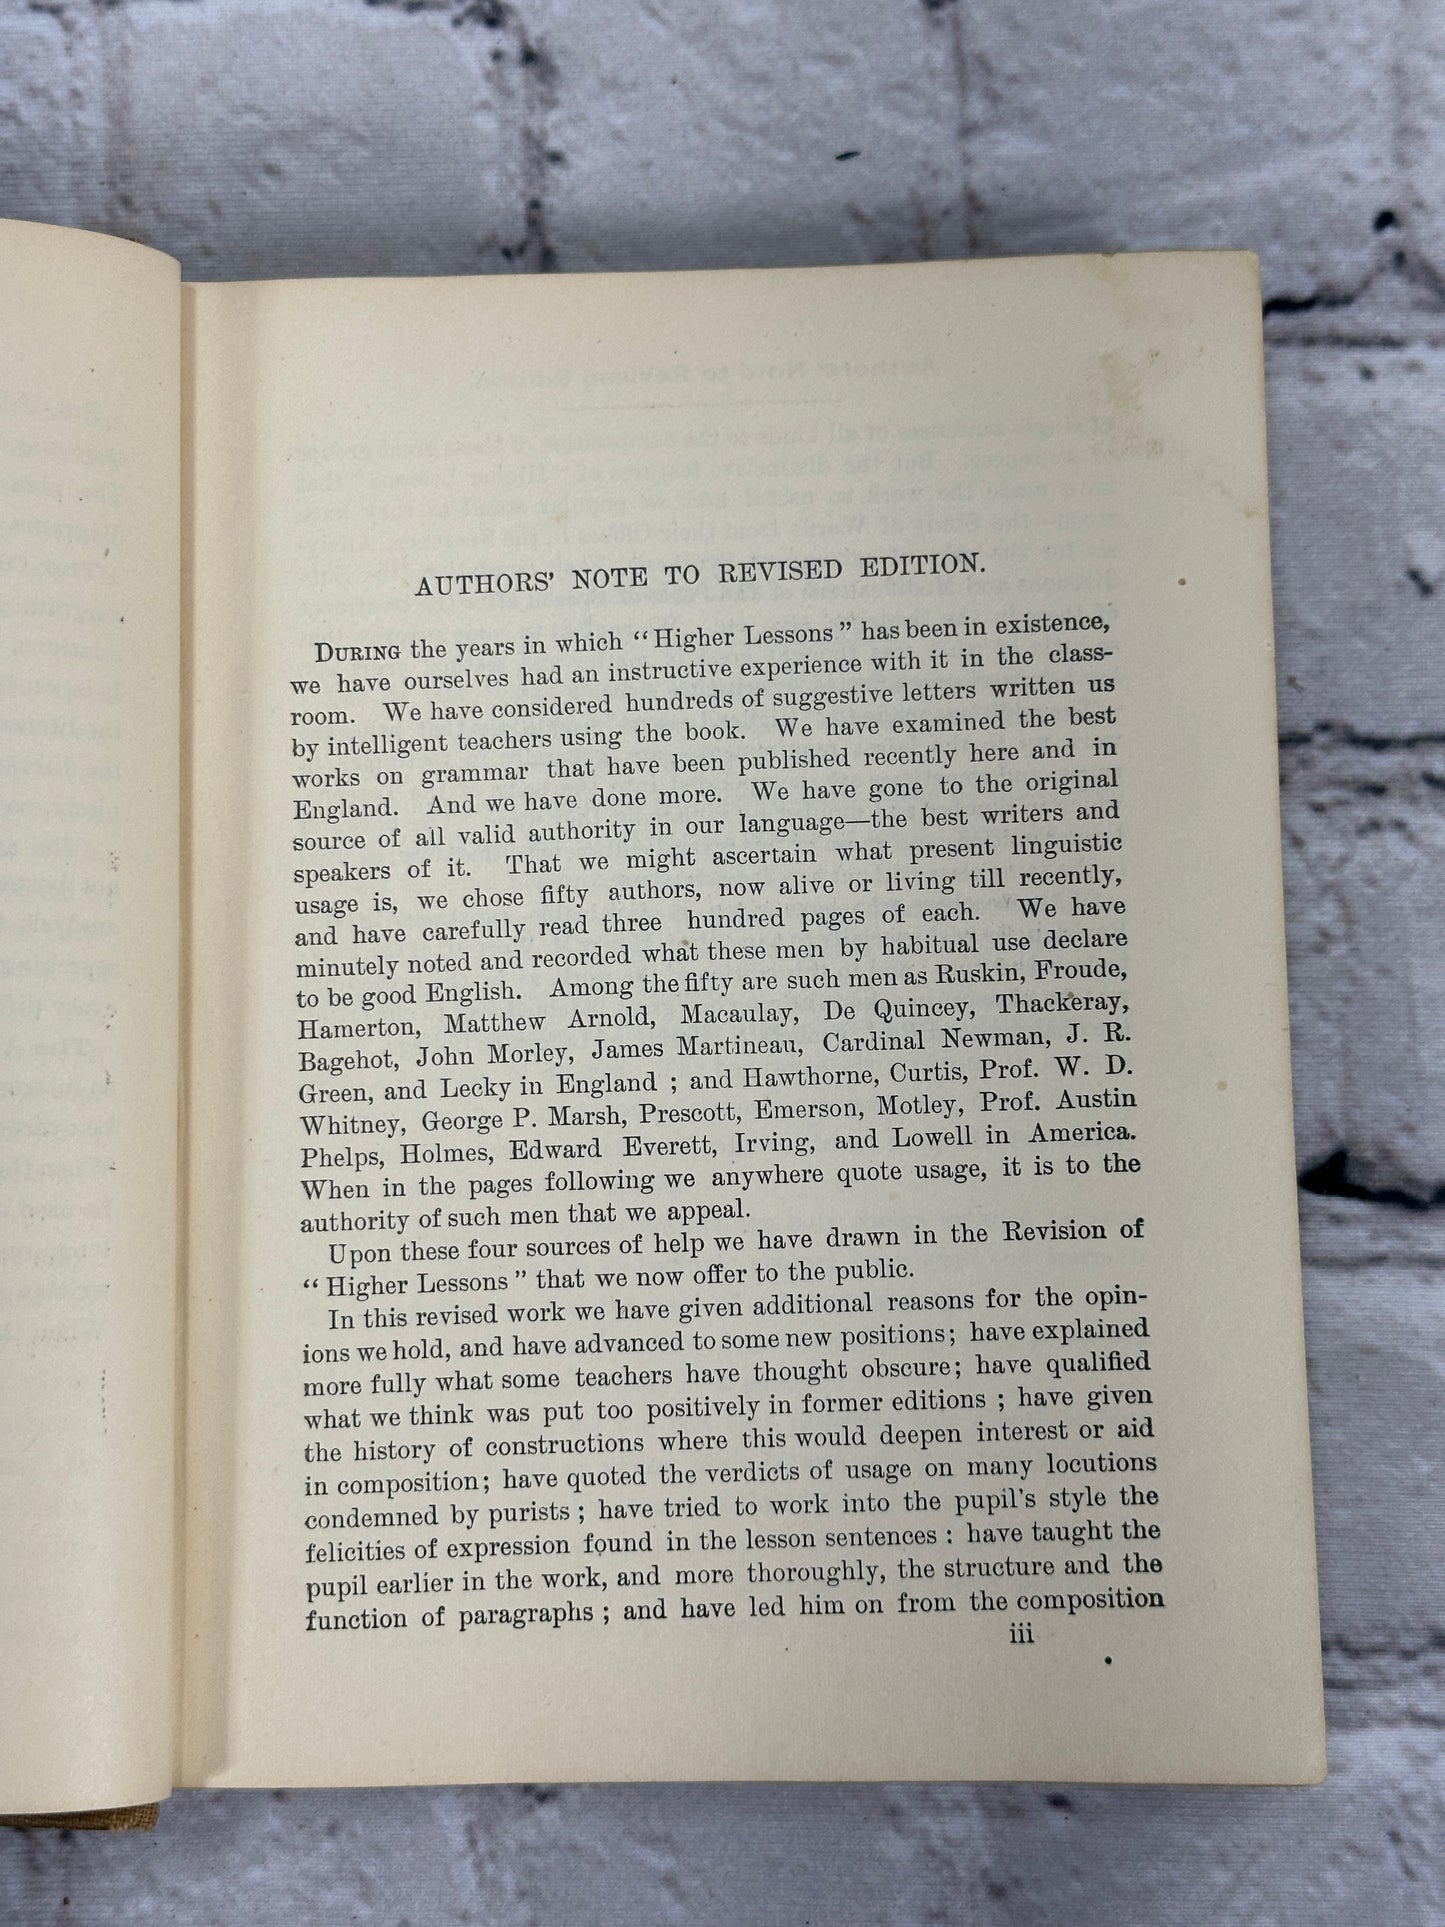 AUTHORS' NOTE TO REVISED EDITION.
DURING the years in which “Higher Lessons” has been in existence,
we have ourselves had an instructive experience with it in the class-
room. We have considered hundreds of suggestive letters written us
by intelligent teachers using the book. We have examined the best
works on grammar that have been published recently here and in
England. And we have done more. We have gone to the original
source of all valid authority in our language—the best writers and
speakers of it. That we might ascertain what present linguistic
usage is, we chose fifty authors, now alive or living till recently,
and have carefully read three hundred pages of each. We have
minutely noted and recorded what these men by habitual use declare
to be good English. Among the fifty are such men as Ruskin, Froude,
Hamerton, Matthew Arnold, Macaulay, De Quincey, Thackeray,
Bagehot, John Morley, James Martineau, Cardinal Newman, J. R.
Green, and Lecky in England ; and Hawthorne, Curtis, Prof. W. D.
Whitney, George P. Marsh, Prescott, Emerson, Motley, Prof. Austin
Phelps, Holmes, Edward Everett, Irving, and Lowell in America.
When in the pages following we anywhere quote usage, it is to the
authority of such men that we appeal.
Upon these four sources of help we have drawn in the Revision of
“ Higher Lessons ” that we now offer to the public.
In this revised work we have given additional reasons for the opin-
ions we hold, and have advanced to some new positions; have explained
more fully what some teachers have thought obscure; have qualified
what we think was put too positively in former editions ; have given
the history of constructions where this would deepen interest or aid
in composition; have quoted the verdicts of usage on many locutions
condemned by purists ; have tried to work into the pupil's style the
felicities of expression found in the lesson sentences : have taught the
pupil earlier in the work, and more thoroughly, the structure and the
function of paragraphs ; and have led him on from the composition
iii